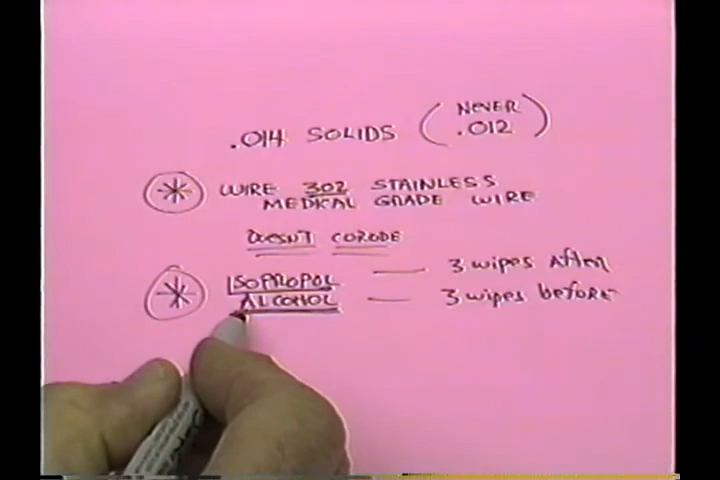 .014 SOLIDS (NEVER .012)
WIRE 302 STAINLESS
MEDICAL GRADE WIRE
DOESN'T CORODE
ISOPROPOL — 3 wipes AfteR
ALCOHOL — 3 wipes befoRE